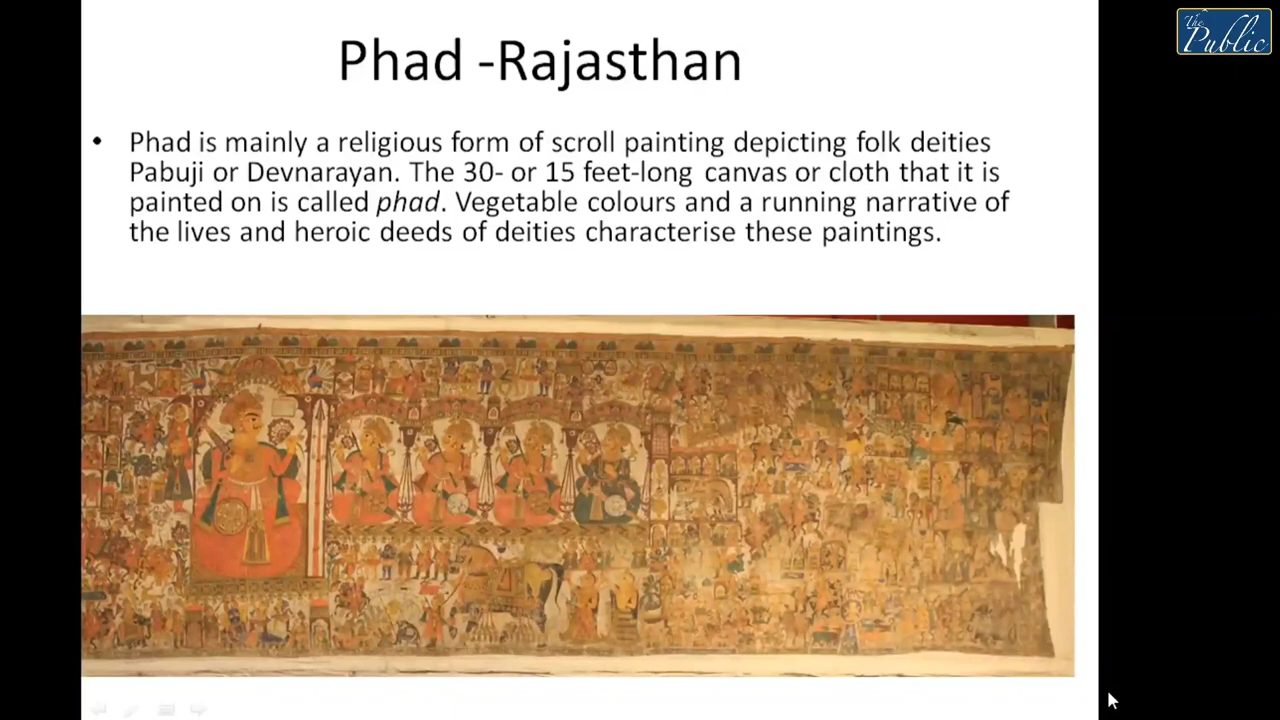 The
Public
Phad -Rajasthan
• Phad is mainly a religious form of scroll painting depicting folk deities
Pabuji or Devnarayan. The 30- or 15 feet-long canvas or cloth that it is
painted on is called phad. Vegetable colours and a running narrative of
the lives and heroic deeds of deities characterise these paintings.